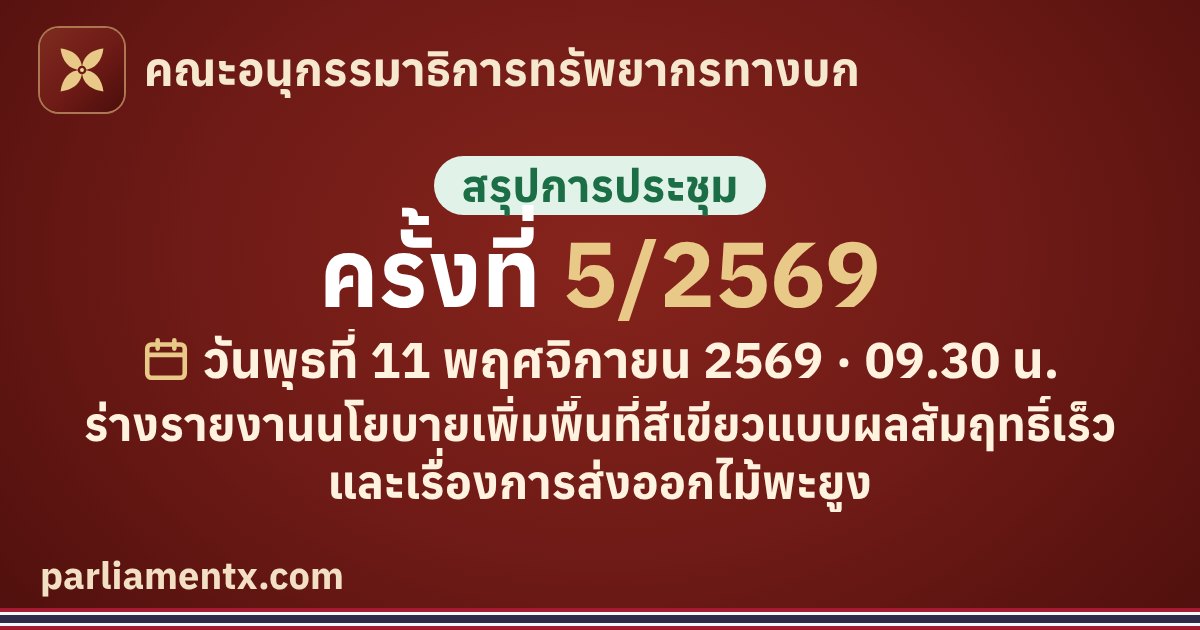 คณะอนุกรรมาธิการทรัพยากรทางบก
สรุปการประชุม
ครั้งที่ 5/2569
วันพุธที่ 11 พฤศจิกายน 2569 · 09.30 น.
ร่างรายงานนโยบายเพิ่มพื้นที่สีเขียวแบบผลสัมฤทธิ์เร็ว
และเรื่องการส่งออกไม้พะยูง
parliamentx.com